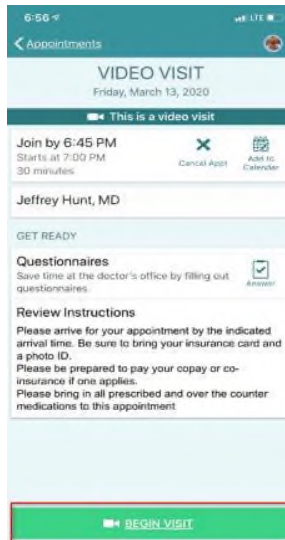 6:56
LTE
Appointments
VIDEO VISIT
Friday, March 13, 2020
This is a video visit
Join by 6:45 PM
Starts at 7:00 PM
30 minutes
Cancel Appt
Add to
Calendar
Jeffrey Hunt, MD
GET READY
Questionnaires
Save time at the doctor's office by filling out
questionnaires.
Answer
Review Instructions
Please arrive for your appointment by the indicated
arrival time. Be sure to bring your insurance card and
a photo ID.
Please be prepared to pay your copay or co-
insurance if one applies.
Please bring in all prescribed and over the counter
medications to this appointment
BEGIN VISIT